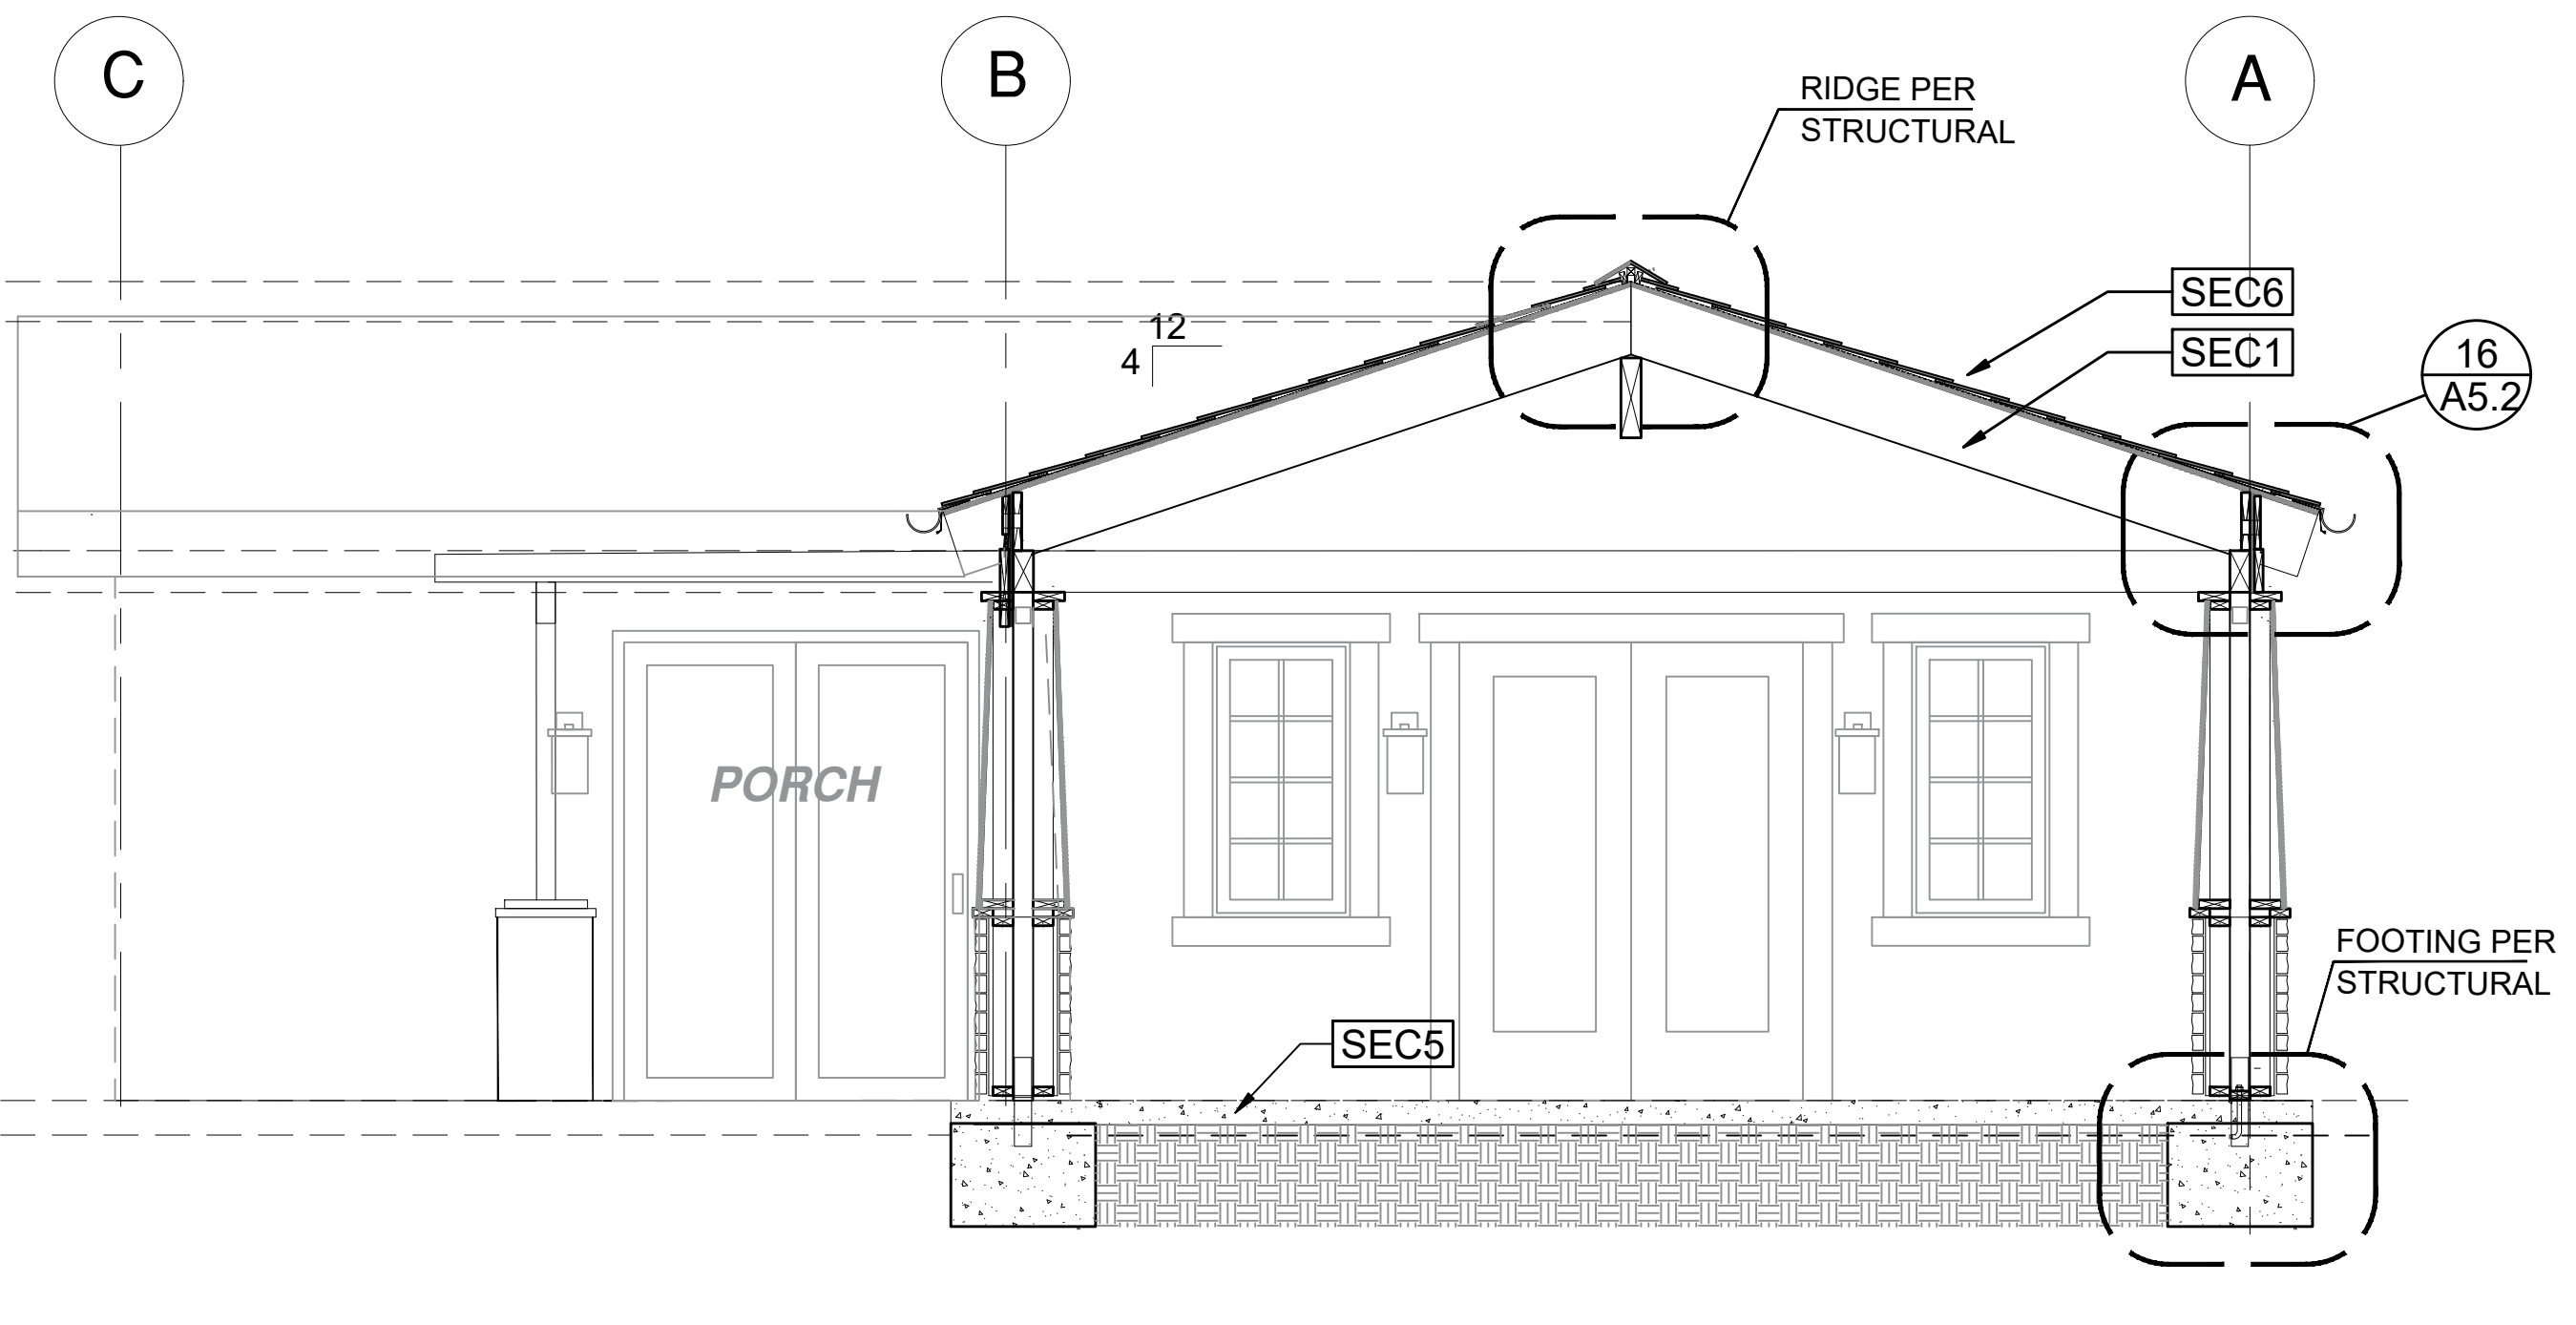 C
B
A
RIDGE PER
STRUCTURAL
SEC6
12
4
SEC1
16
A5.2
PORCH
FOOTING PER
STRUCTURAL
SEC5